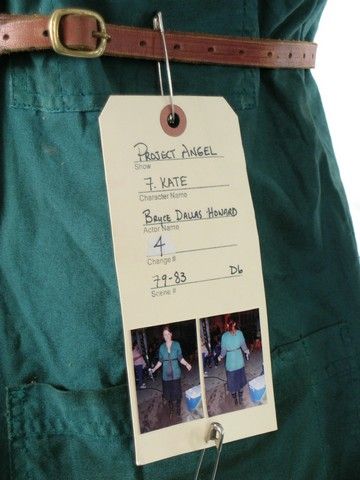 PROJECT ANGEL
Show
7. KATE
Character Name
BRYCE DALLAS HOWARD
Actor Name
4
Change #
79-83 D6
Scene #